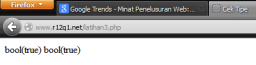 Firefox
Google Trends - Minat Penelusuran Web:...
Cek Tipe
www.r12q1.net/latihan3.php
bool(true) bool(true)